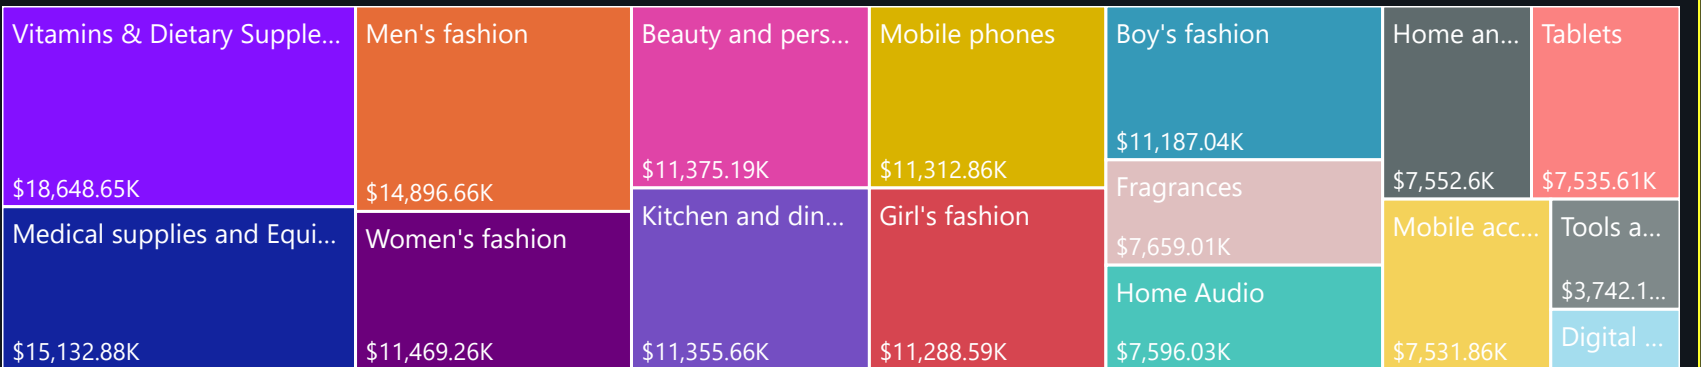 Vitamins & Dietary Supple...
$18,648.65K
Medical supplies and Equi...
$15,132.88K
Men's fashion
$14,896.66K
Women's fashion
$11,469.26K
Beauty and pers...
$11,375.19K
Kitchen and din...
$11,355.66K
Mobile phones
$11,312.86K
Girl's fashion
$11,288.59K
Boy's fashion
$11,187.04K
Fragrances
$7,659.01K
Home Audio
$7,596.03K
Home an...
$7,552.6K
Tablets
$7,535.61K
Mobile acc...
$7,531.86K
Tools a...
$3,742.1...
Digital ...